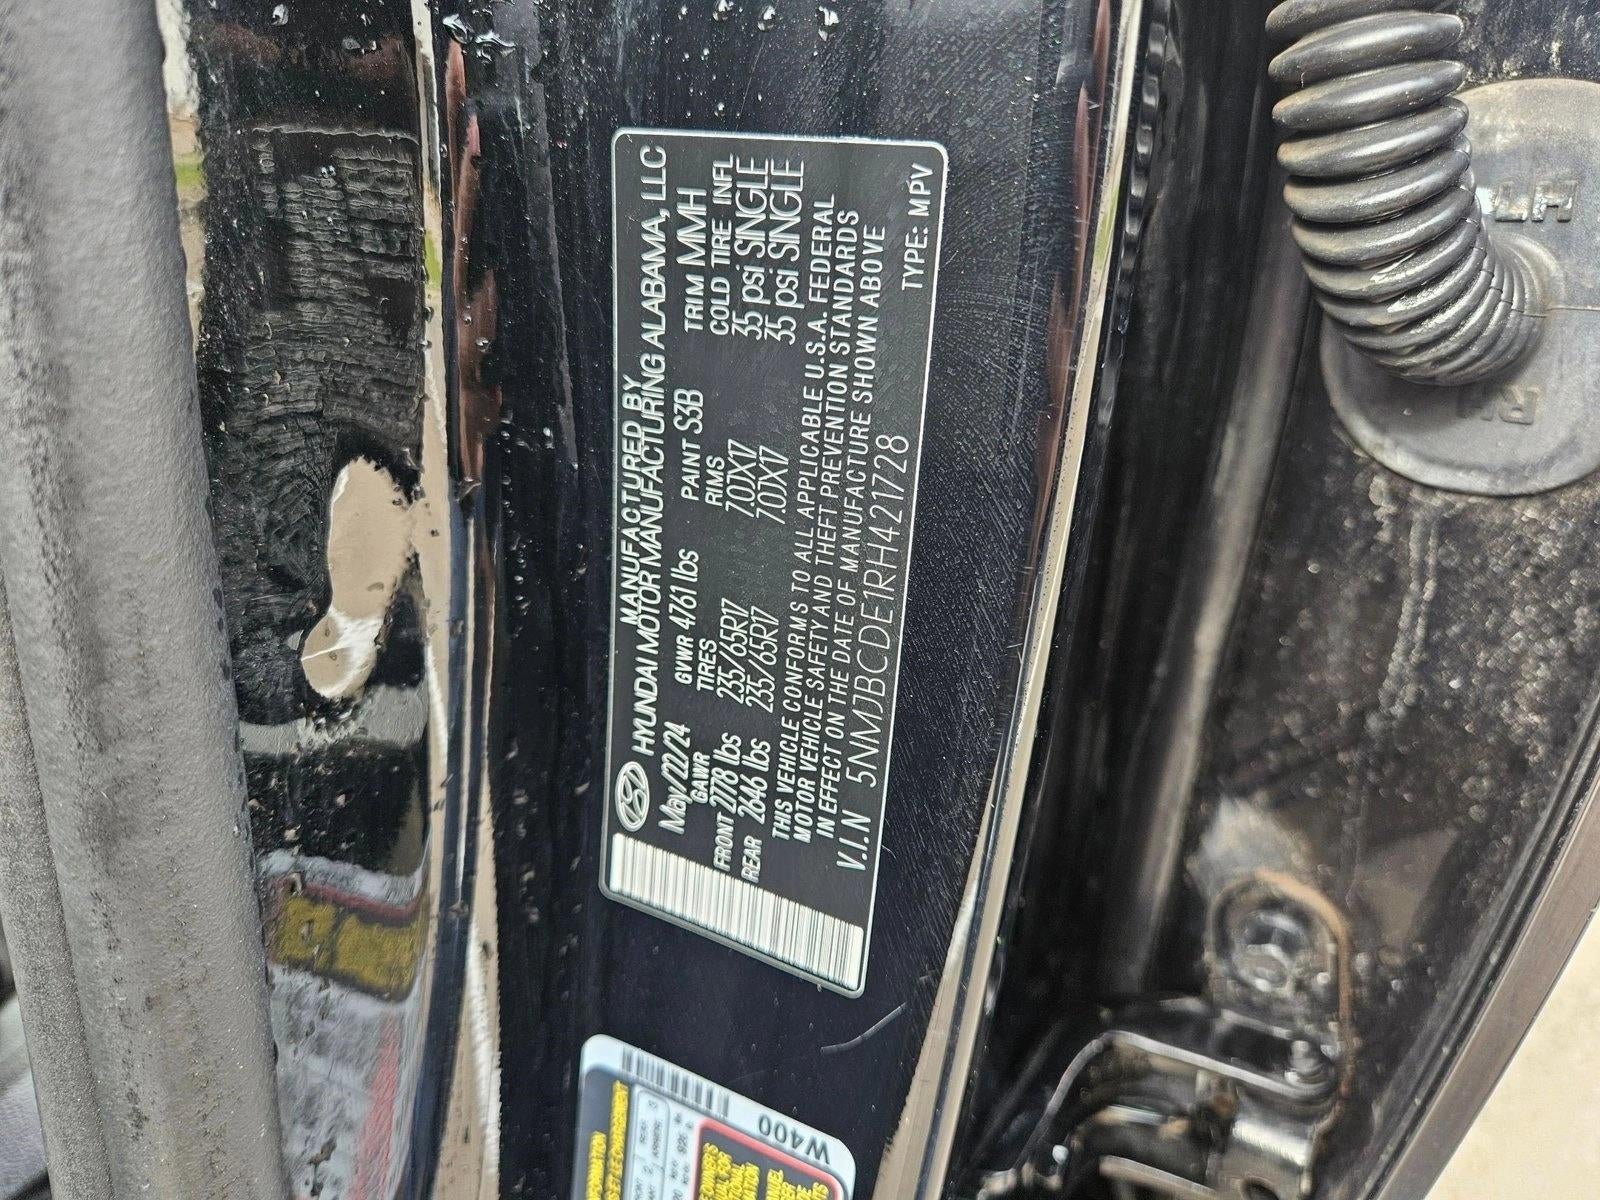 MANUFACTURED BY
HYUNDAI MOTOR MANUFACTURING ALABAMA, LLC
May/22/24 GVWR 4761 lbs PAINT S3B TRIM MMH
GAWR TIRES RIMS COLD TIRE INFL
FRONT 2778 lbs 235/65R17 7.0JX17 35 psi SINGLE
REAR 2646 lbs 235/65R17 7.0JX17 35 psi SINGLE
THIS VEHICLE CONFORMS TO ALL APPLICABLE U.S.A. FEDERAL
MOTOR VEHICLE SAFETY AND THEFT PREVENTION STANDARDS
IN EFFECT ON THE DATE OF MANUFACTURE SHOWN ABOVE
V.I.N 5NMJBCDE1RH421728 TYPE: MPV
W400
LH